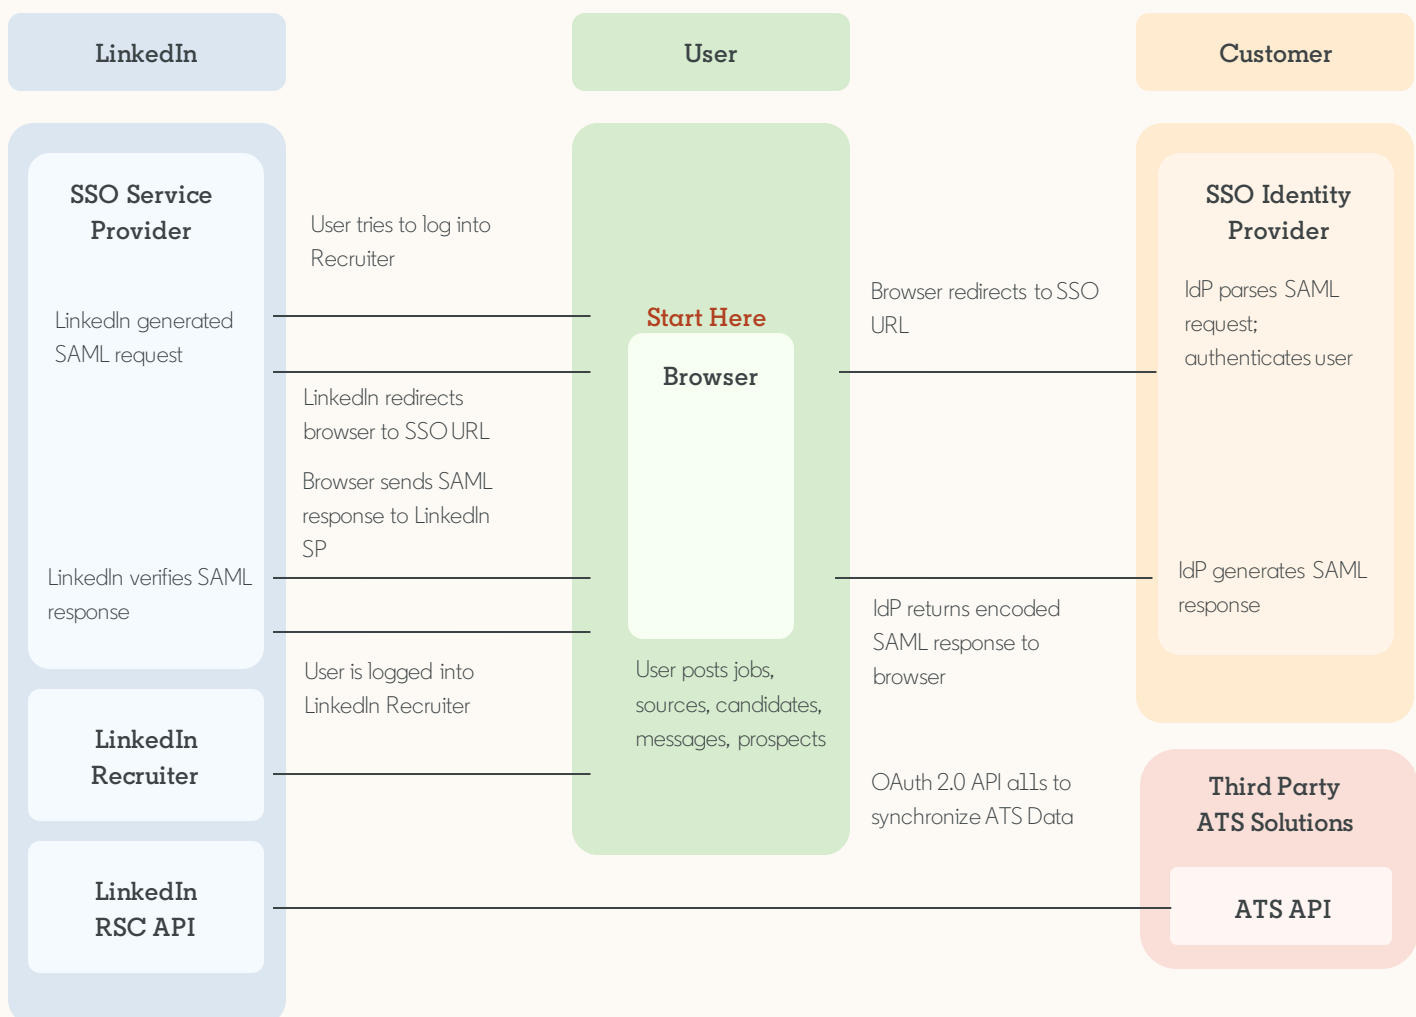 LinkedIn
User
Customer
SSO Service
Provider
LinkedIn generated
SAML request
LinkedIn verifies SAML
response
LinkedIn
Recruiter
LinkedIn
RSC API
User tries to log into
Recruiter
LinkedIn redirects
browser to SSO URL
Browser sends SAML
response to LinkedIn
SP
User is logged into
LinkedIn Recruiter
Start Here
Browser
User posts jobs,
sources, candidates,
messages, prospects
Browser redirects to SSO
URL
IdP returns encoded
SAML response to
browser
OAuth 2.0 API a11s to
synchronize ATS Data
SSO Identity
Provider
IdP parses SAML
request;
authenticates user
IdP generates SAML
response
Third Party
ATS Solutions
ATS API